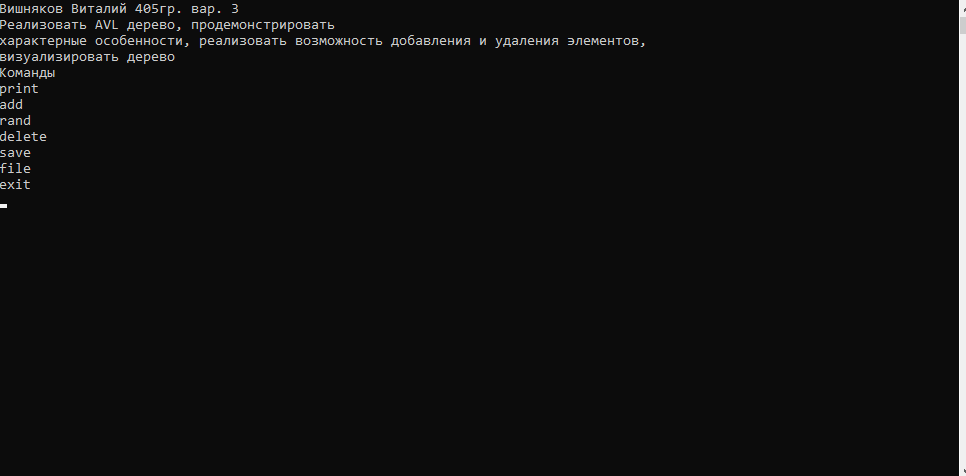 Вишняков Виталий 405гр. вар. 3
Реализовать AVL дерево, продемонстрировать
характерные особенности, реализовать возможность добавления и удаления элементов,
визуализировать дерево
Команды
print
add
rand
delete
save
file
exit